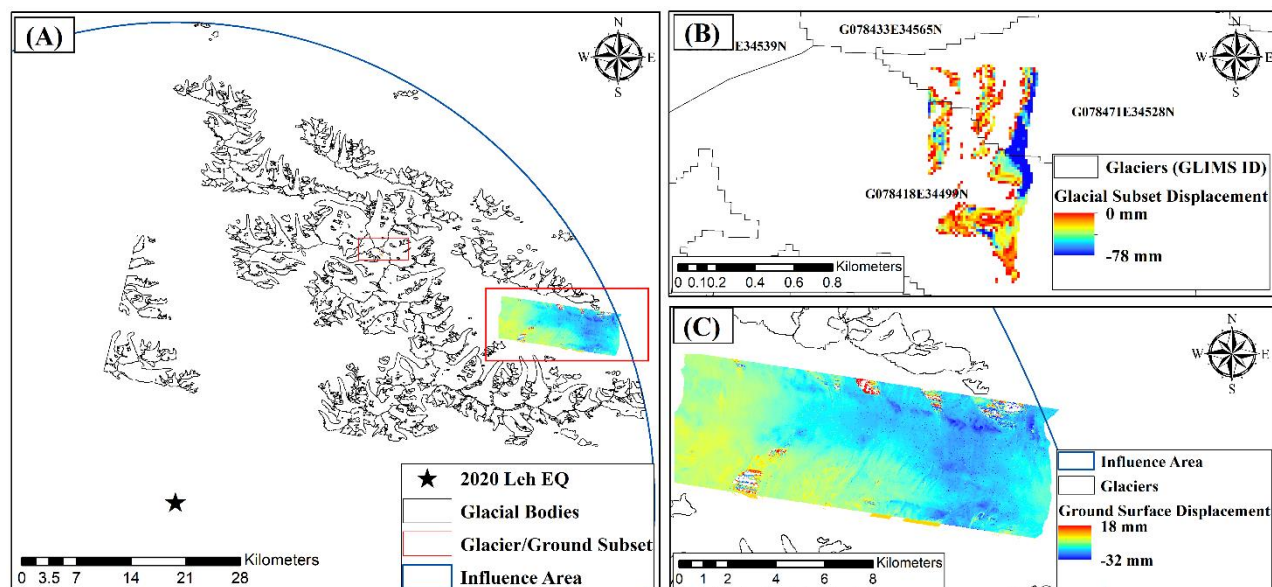 (A)
N
W E
S
★ 2020 Leh EQ
Glacial Bodies
Glacier/Ground Subset
Influence Area
Kilometers
0 3.5 7 14 21 28
(B)
G078433E34565N
E34539N
N
W E
S
G078471E34528N
G078418E34499N
Glaciers (GLIMS ID)
Glacial Subset Displacement
0 mm
-78 mm
Kilometers
0 0.10.2 0.4 0.6 0.8
(C)
N
W E
S
Influence Area
Glaciers
Ground Surface Displacement
18 mm
-32 mm
Kilometers
0 1 2 4 6 8